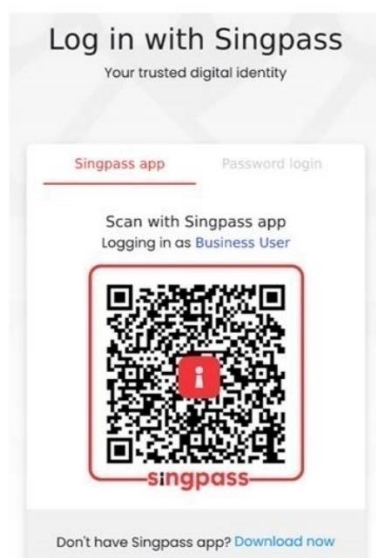 Log in with Singpass
Your trusted digital identity
Singpass app
Password login
Scan with Singpass app
Logging in as Business User
singpass
Don't have Singpass app? Download now